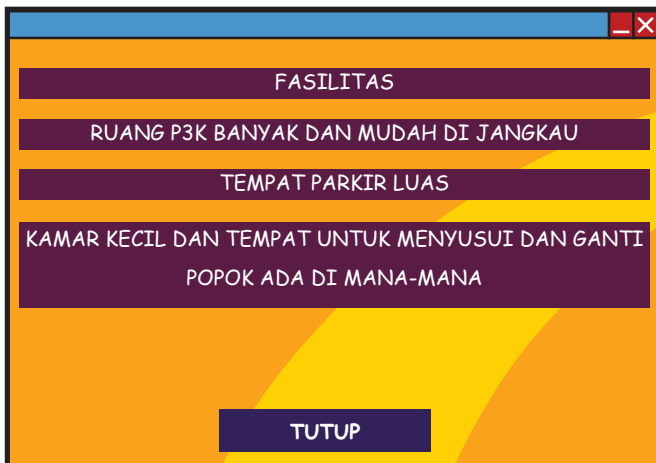 FASILITAS
RUANG P3K BANYAK DAN MUDAH DI JANGKAU
TEMPAT PARKIR LUAS
KAMAR KECIL DAN TEMPAT UNTUK MENYUSUI DAN GANTI
POPOK ADA DI MANA-MANA
TUTUP